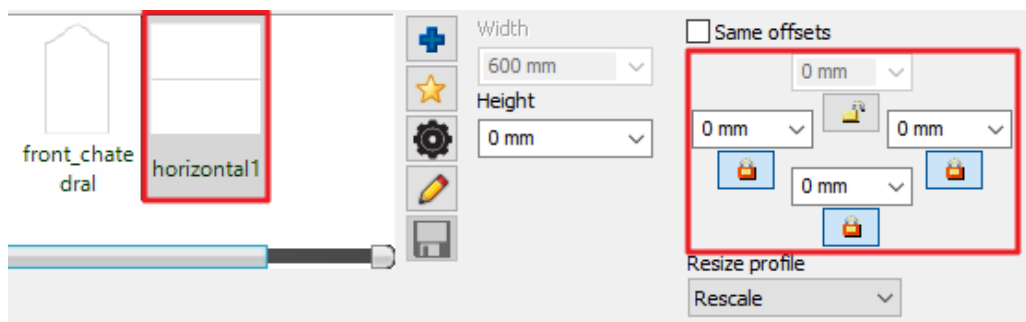 front_chate
dral
horizontal1
Width
600 mm
Height
0 mm
Same offsets
0 mm
0 mm
0 mm
0 mm
Resize profile
Rescale